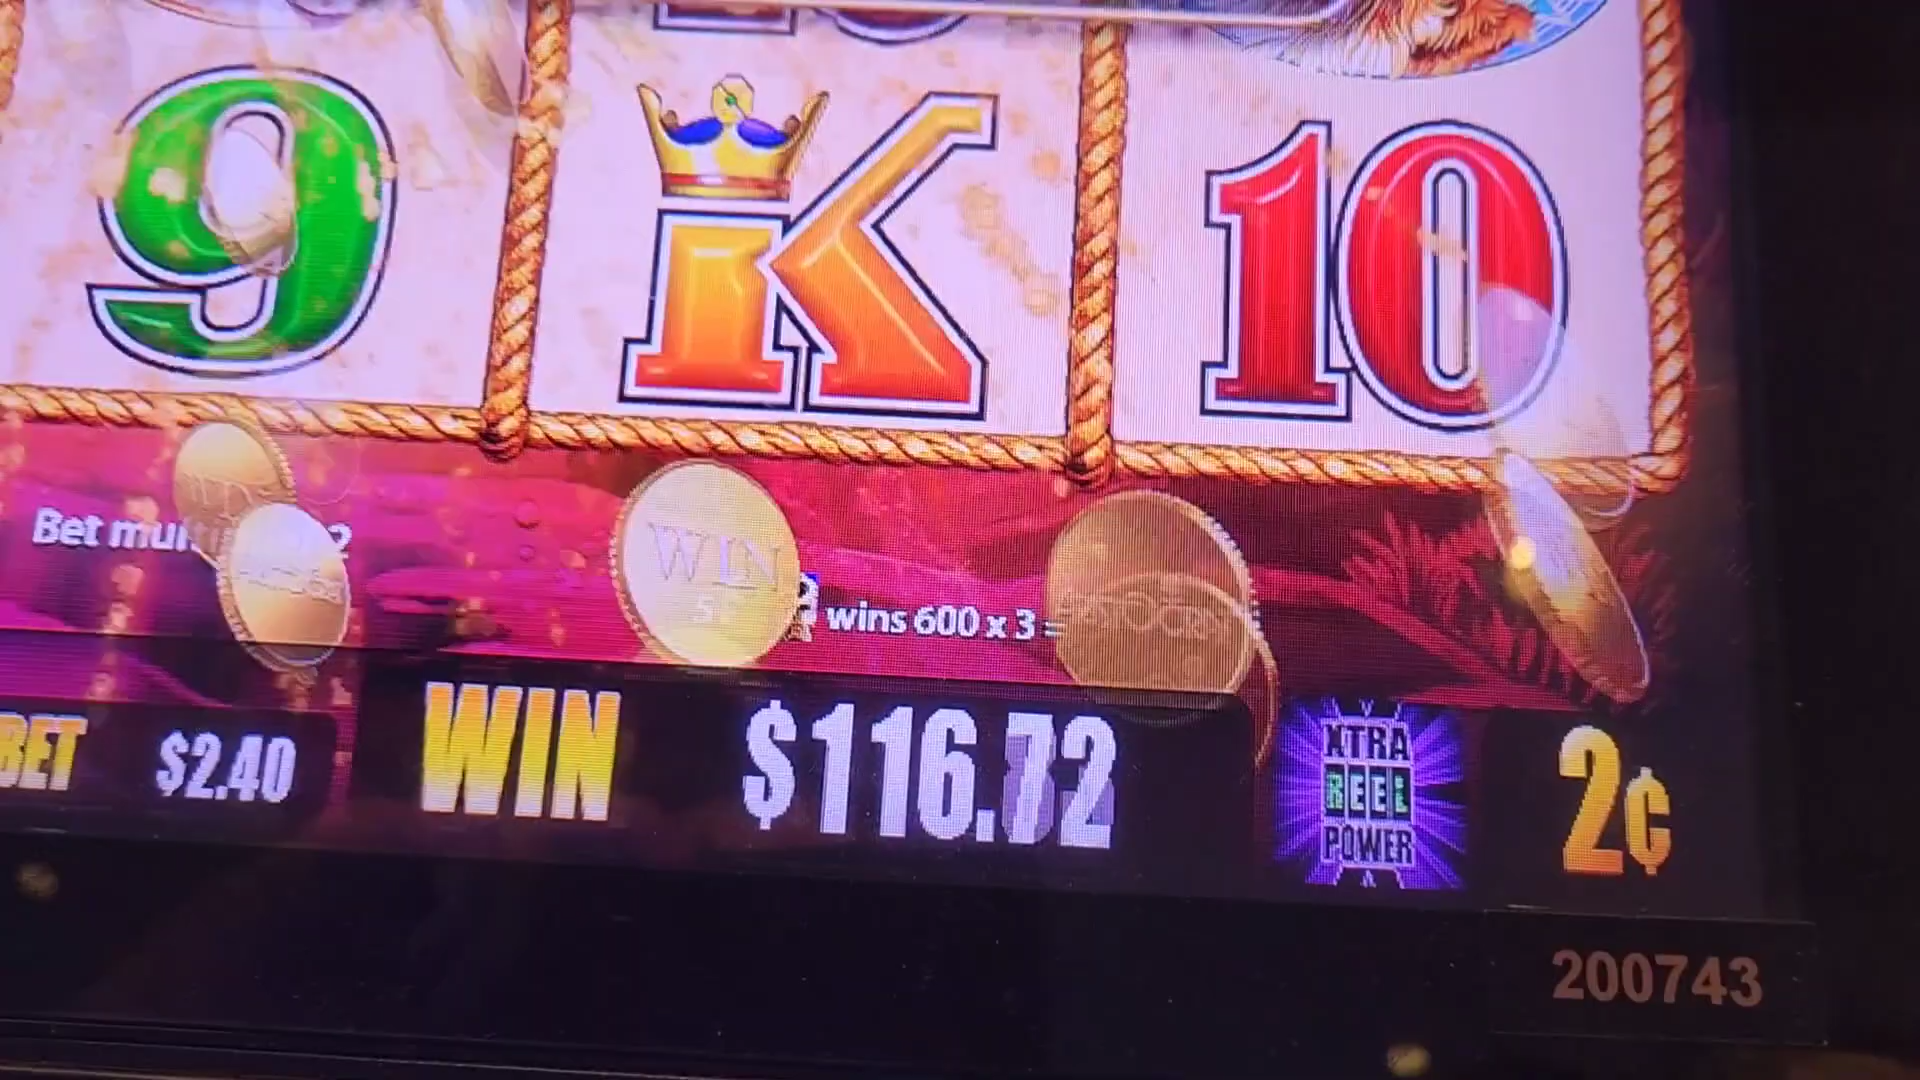 9 K 10
Bet mul 2
WIN
wins 600 x 3 =
BET $2.40 WIN $116.72 XTRA REEL POWER 2¢
200743